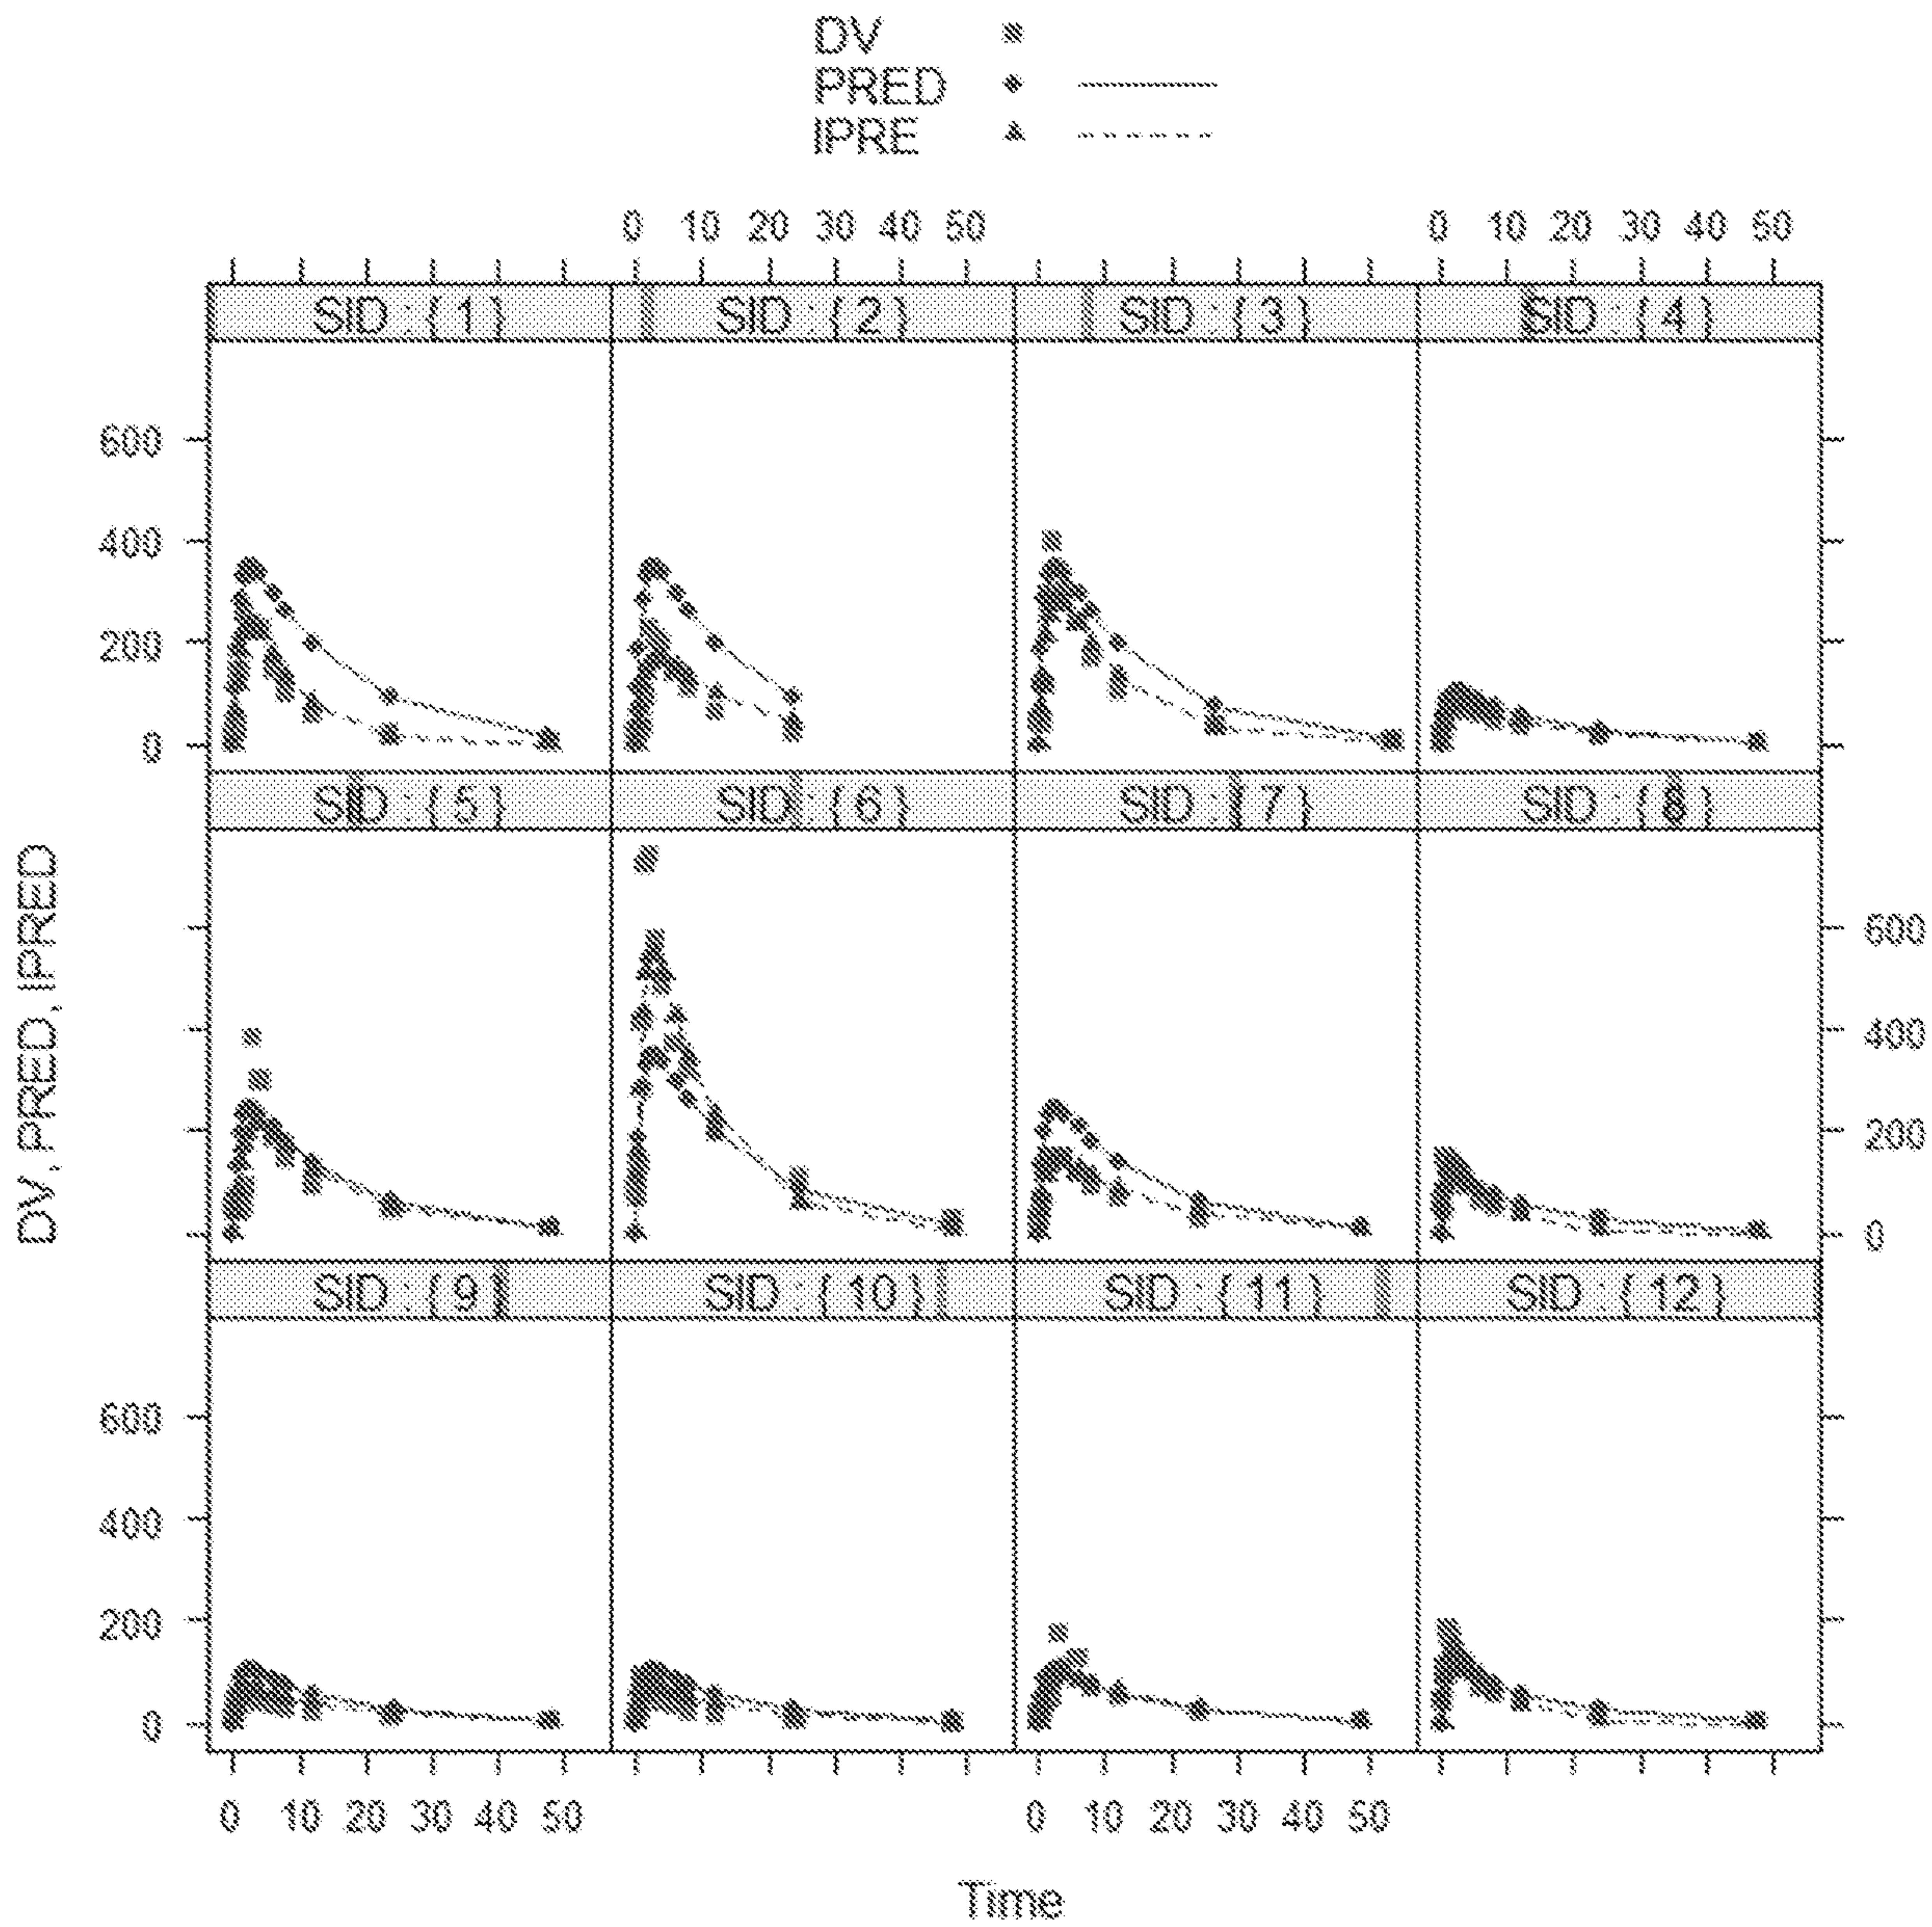 DV
PRED
IPRE
0 10 20 30 40 50 0 10 20 30 40 50
SID : { 1 } SID : { 2 } SID : { 3 } SID : { 4 }
600
400
200
0
SID : { 5 } SID : { 6 } SID : { 7 } SID : { 8 }
600
400
200
0
DV, PRED, IPRED
SID : { 9 } SID : { 10 } SID : { 11 } SID : { 12 }
600
400
200
0
0 10 20 30 40 50 0 10 20 30 40 50
Time